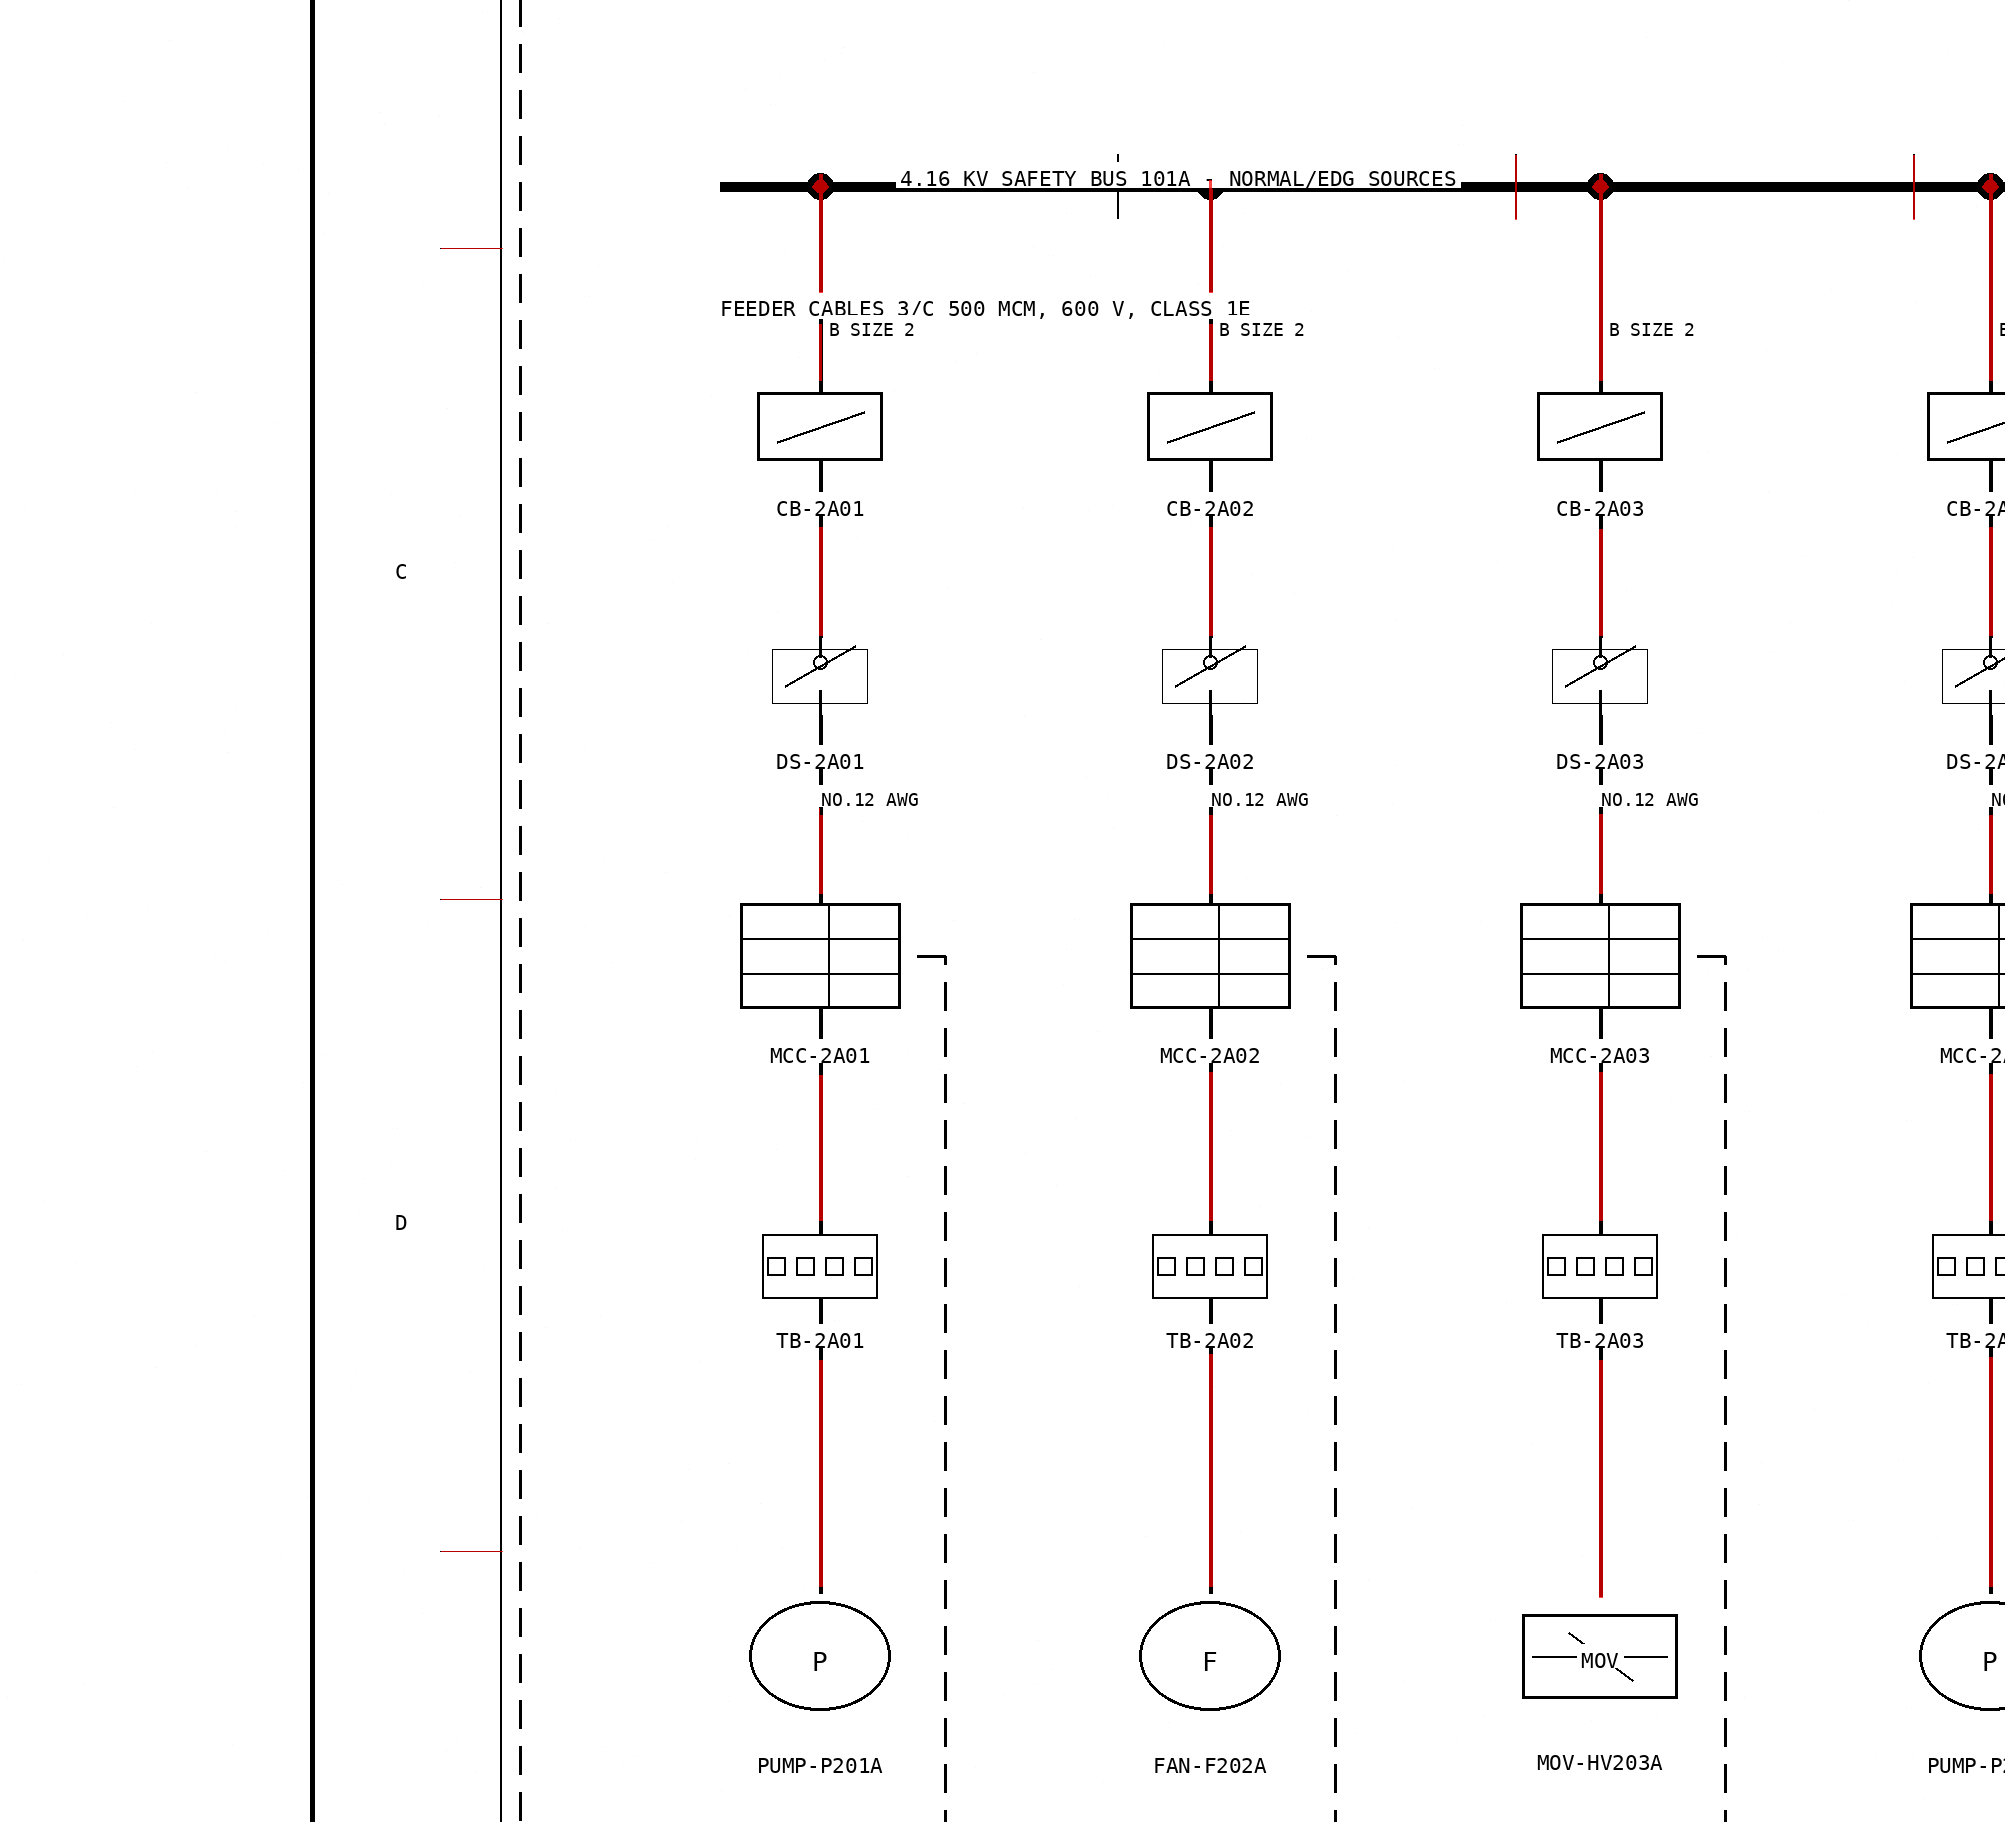 4.16 KV SAFETY BUS 101A - NORMAL/EDG SOURCES
FEEDER CABLES 3/C 500 MCM, 600 V, CLASS 1E
B SIZE 2 B SIZE 2 B SIZE 2
CB-2A01 CB-2A02 CB-2A03
C
DS-2A01 DS-2A02 DS-2A03
NO.12 AWG NO.12 AWG NO.12 AWG
MCC-2A01 MCC-2A02 MCC-2A03
D
TB-2A01 TB-2A02 TB-2A03
P F MOV P
PUMP-P201A FAN-F202A MOV-HV203A